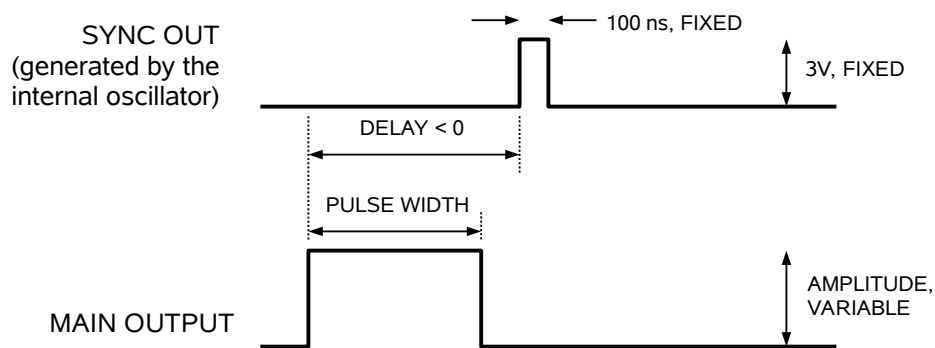 100 ns, FIXED
SYNC OUT
(generated by the
internal oscillator)
3V, FIXED
DELAY < 0
PULSE WIDTH
AMPLITUDE,
VARIABLE
MAIN OUTPUT